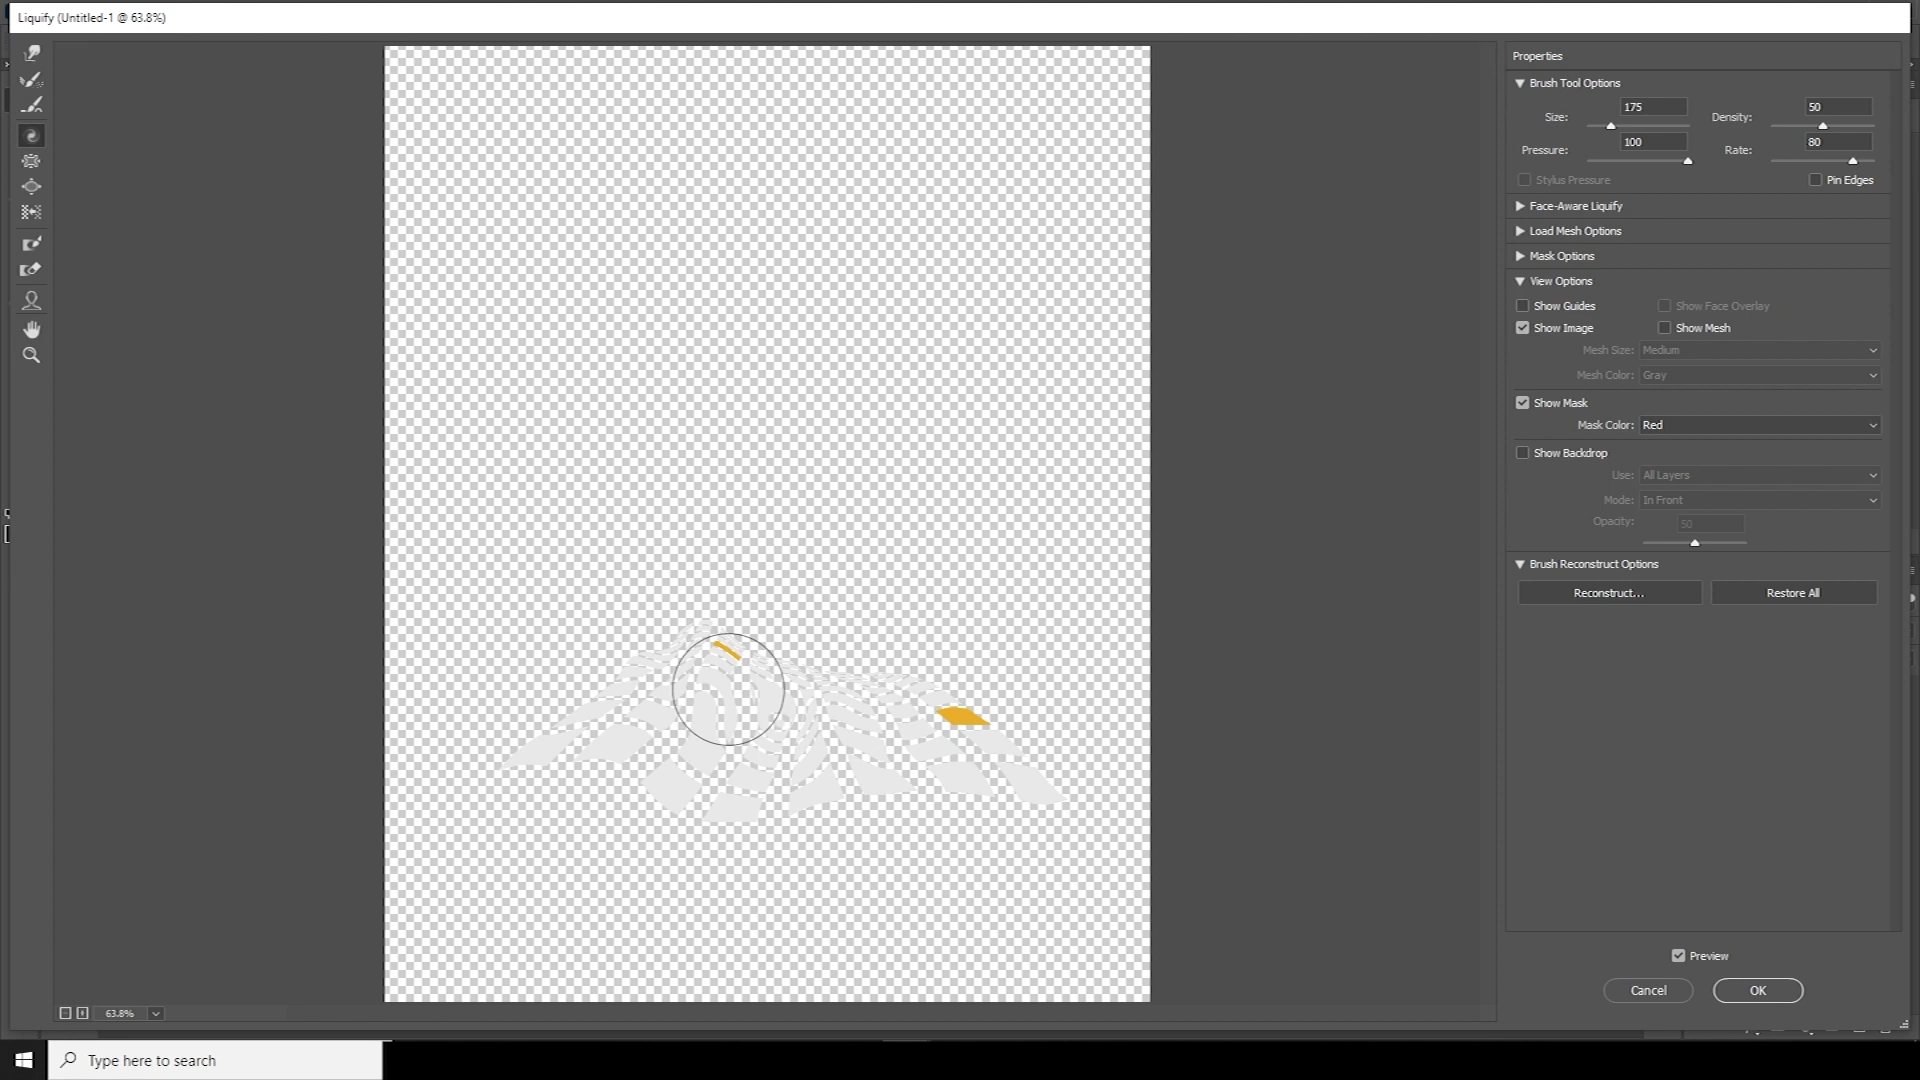 Liquify (Untitled-1 @ 63.8%)
Properties
Brush Tool Options
Size: 175 Density: 50
Pressure: 100 Rate: 80
Stylus Pressure Pin Edges
Face-Aware Liquify
Load Mesh Options
Mask Options
View Options
Show Guides Show Face Overlay
Show Image Show Mesh
Mesh Size: Medium
Mesh Color: Gray
Show Mask
Mask Color: Red
Show Backdrop
Use: All Layers
Mode: In Front
Opacity: 50
Brush Reconstruct Options
Reconstruct... Restore All
Preview
Cancel OK
63.8%
Type here to search